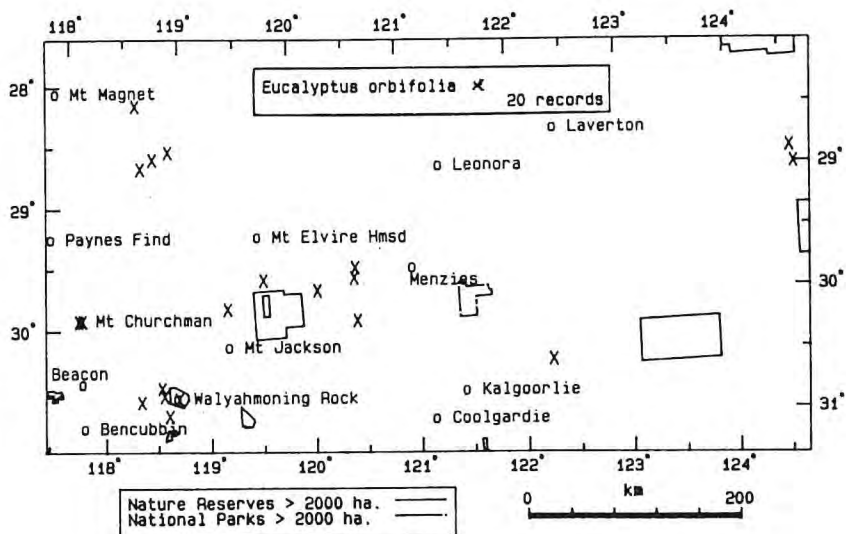 118° 119° 120° 121° 122° 123° 124°
Eucalyptus orbifolia X
20 records
28°
Mt Magnet
Laverton
Leonora
29°
29°
Paynes Find
Mt Elvire Hmsd
Menzies
30°
Mt Churchman
30°
Mt Jackson
Beacon
Walyahmoning Rock
Kalgoorlie
Coolgardie
31°
Bencubbin
118° 119° 120° 121° 122° 123° 124°
Nature Reserves > 2000 ha.
National Parks > 2000 ha.
km
0 200